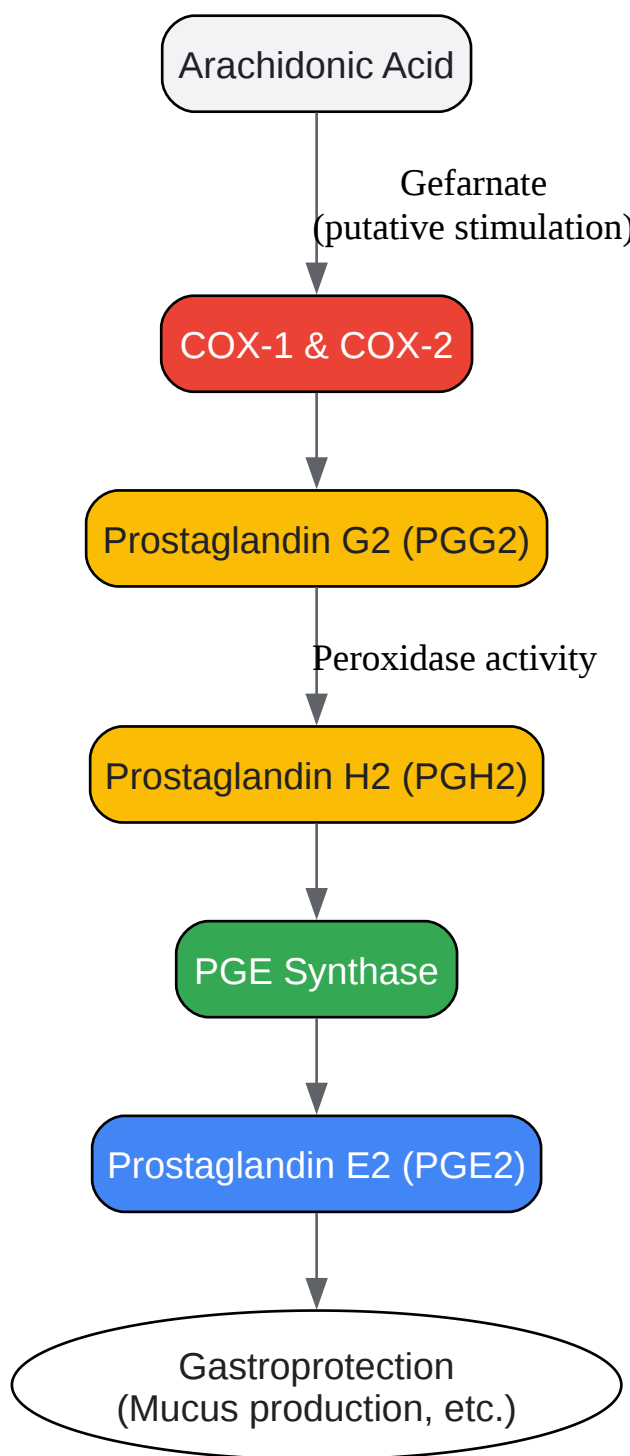 Arachidonic Acid
Gefarnate
(putative stimulation)
COX-1 & COX-2
Prostaglandin G2 (PGG2)
Peroxidase activity
Prostaglandin H2 (PGH2)
PGE Synthase
Prostaglandin E2 (PGE2)
Gastroprotection
(Mucus production, etc.)